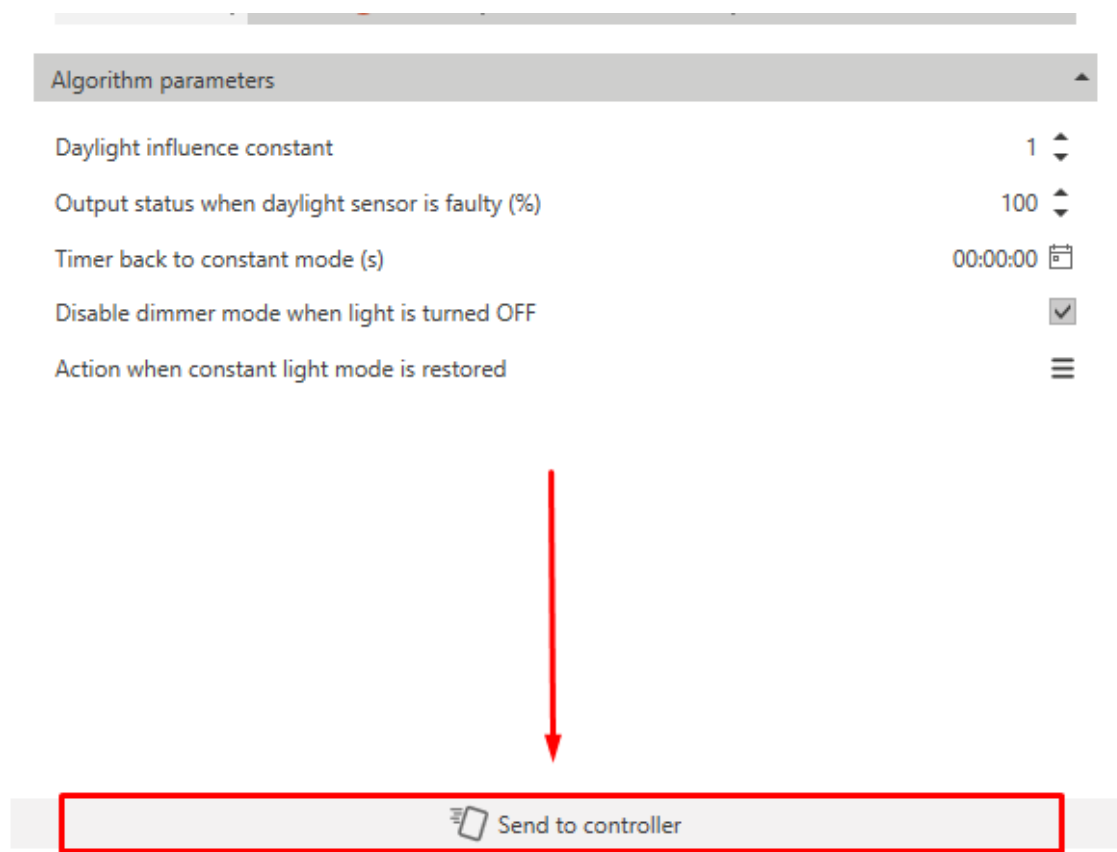 Algorithm parameters
Daylight influence constant 1
Output status when daylight sensor is faulty (%) 100
Timer back to constant mode (s) 00:00:00
Disable dimmer mode when light is turned OFF
Action when constant light mode is restored
Send to controller